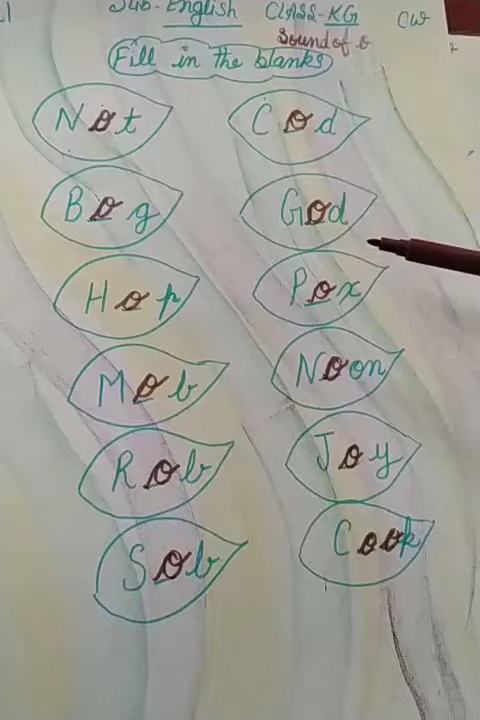 Sub- English CLASS-KG CW
Sound of o
Fill in the blanks
Not Cod
Bog God
Hop Pox
Mob Noon
Rob Joy
Sob Cook